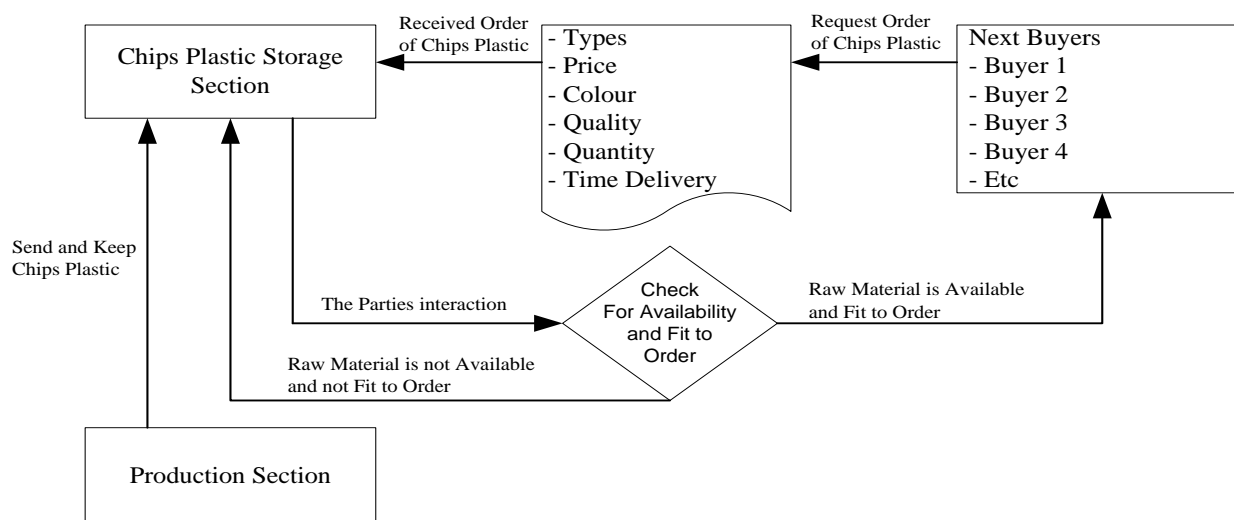 Chips Plastic Storage
Section
Received Order
of Chips Plastic
- Types
- Price
- Colour
- Quality
- Quantity
- Time Delivery
Request Order
of Chips Plastic
Next Buyers
- Buyer 1
- Buyer 2
- Buyer 3
- Buyer 4
- Etc
Send and Keep
Chips Plastic
The Parties interaction
Check
For Availability
and Fit to
Order
Raw Material is Available
and Fit to Order
Raw Material is not Available
and not Fit to Order
Production Section